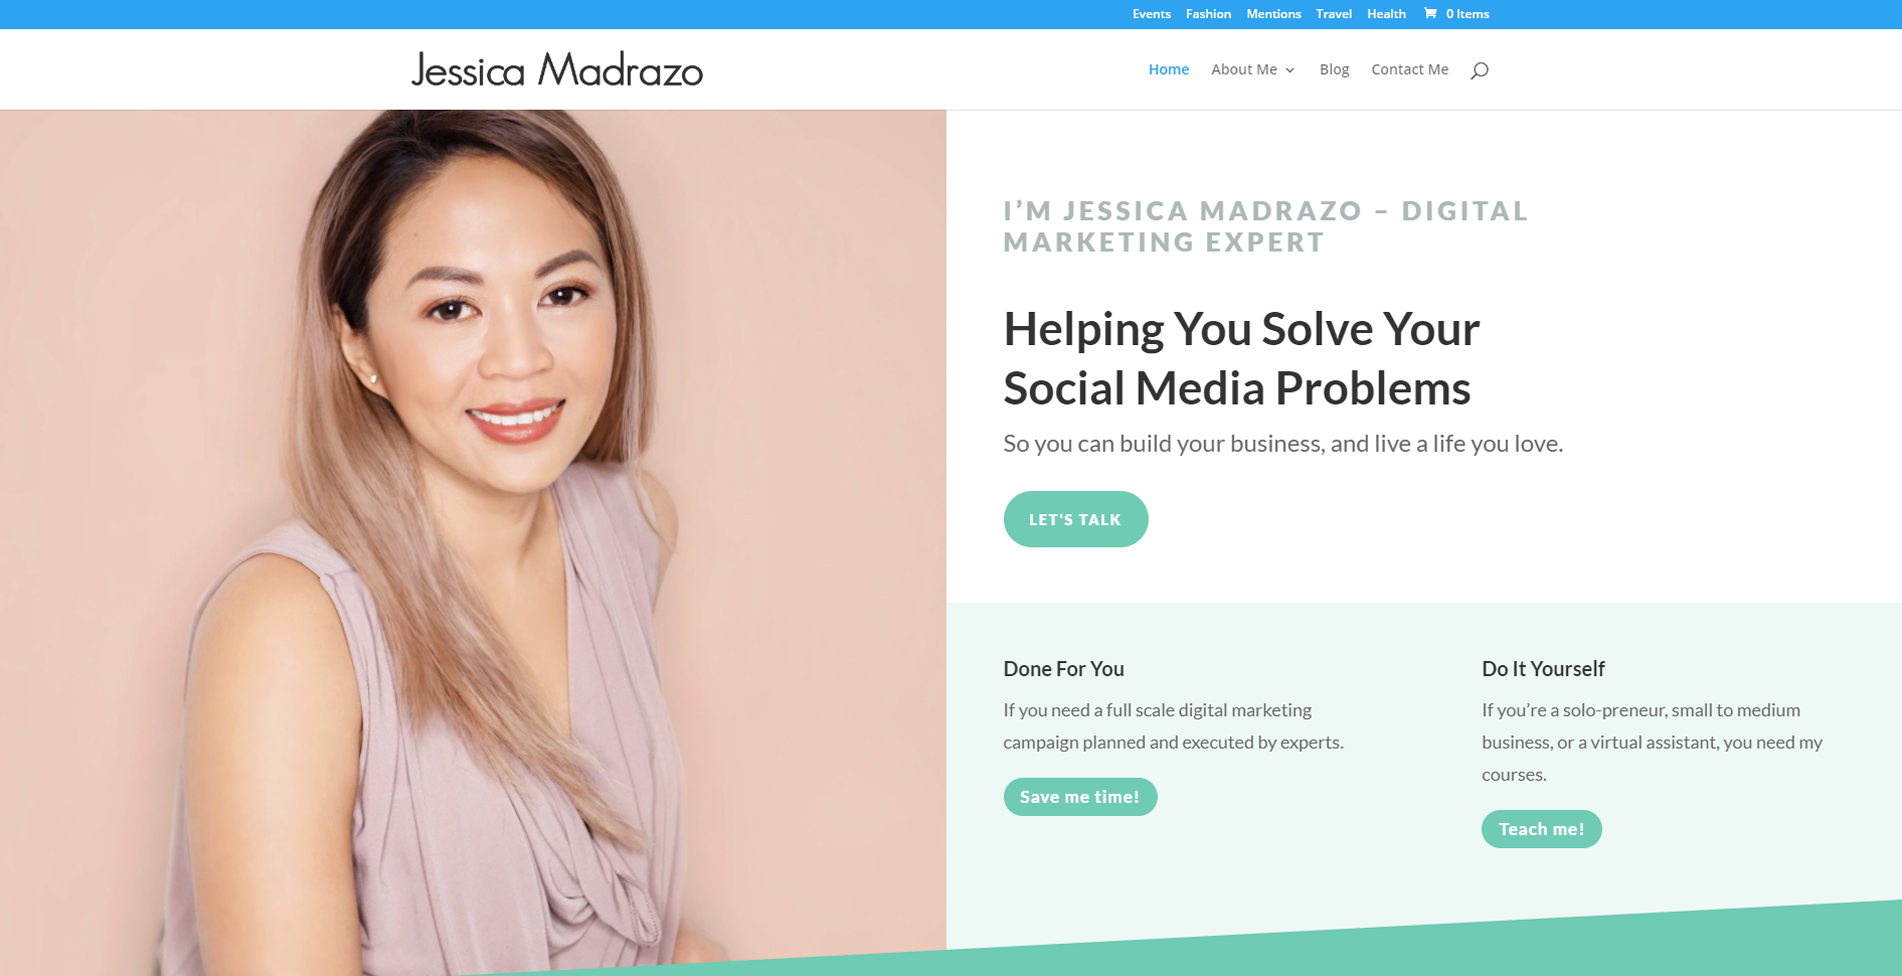 Events Fashion Mentions Travel Health 0 Items
Jessica Madrazo
Home About Me Blog Contact Me
I’M JESSICA MADRAZO – DIGITAL
MARKETING EXPERT
Helping You Solve Your
Social Media Problems
So you can build your business, and live a life you love.
LET'S TALK
Done For You
If you need a full scale digital marketing
campaign planned and executed by experts.
Save me time!
Do It Yourself
If you’re a solo-preneur, small to medium
business, or a virtual assistant, you need my
courses.
Teach me!